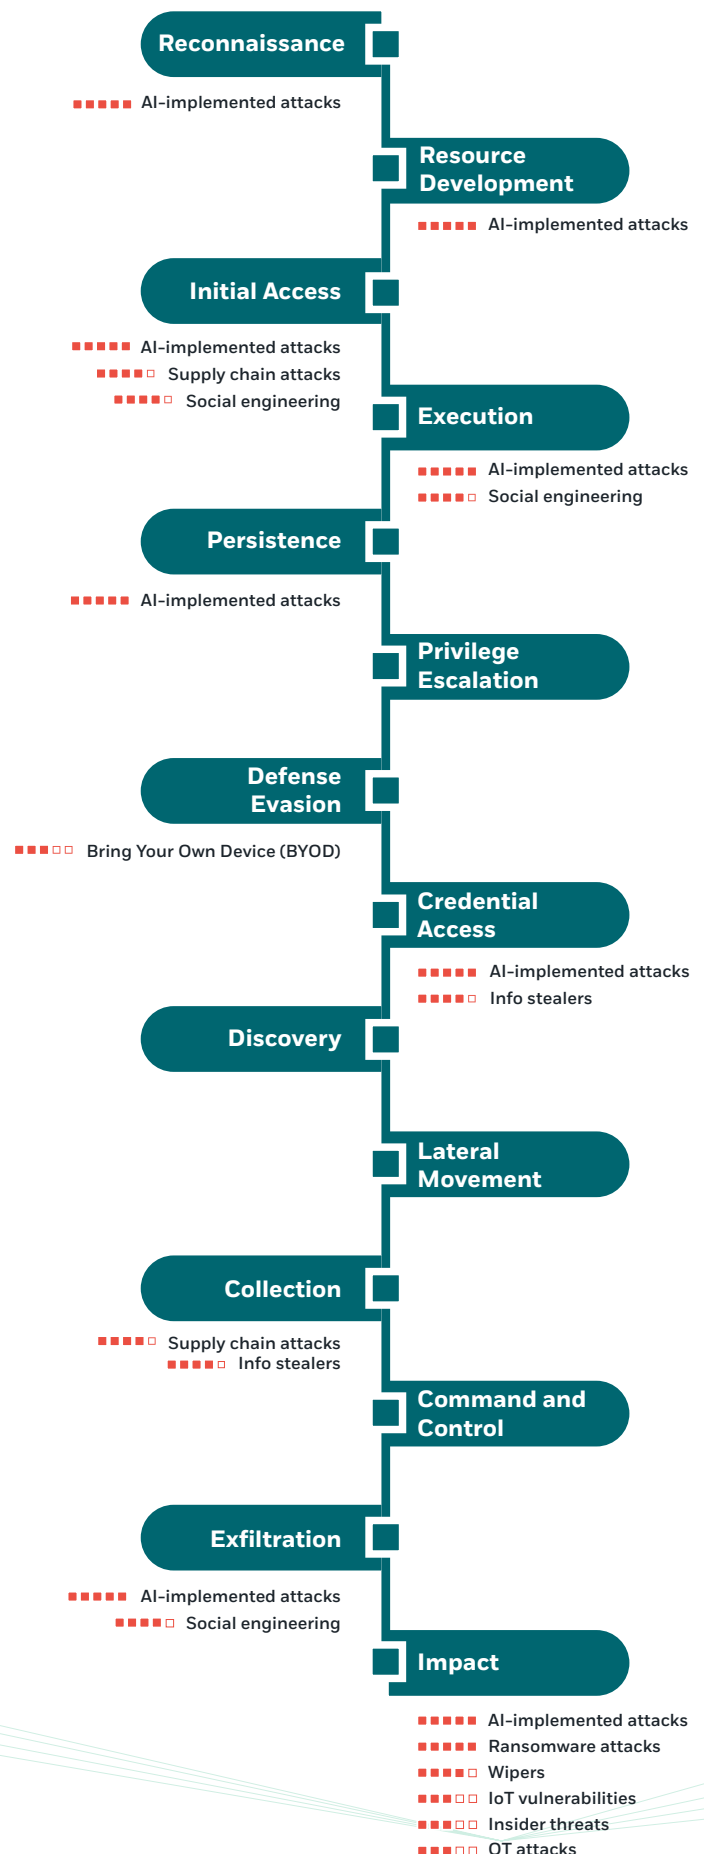 Reconnaissance
AI-implemented attacks
Resource
Development
AI-implemented attacks
Initial Access
AI-implemented attacks
Supply chain attacks
Social engineering
Execution
AI-implemented attacks
Social engineering
Persistence
AI-implemented attacks
Privilege
Escalation
Defense
Evasion
Bring Your Own Device (BYOD)
Credential
Access
AI-implemented attacks
Info stealers
Discovery
Lateral
Movement
Collection
Supply chain attacks
Info stealers
Command and
Control
Exfiltration
AI-implemented attacks
Social engineering
Impact
AI-implemented attacks
Ransomware attacks
Wipers
IoT vulnerabilities
Insider threats
OT attacks